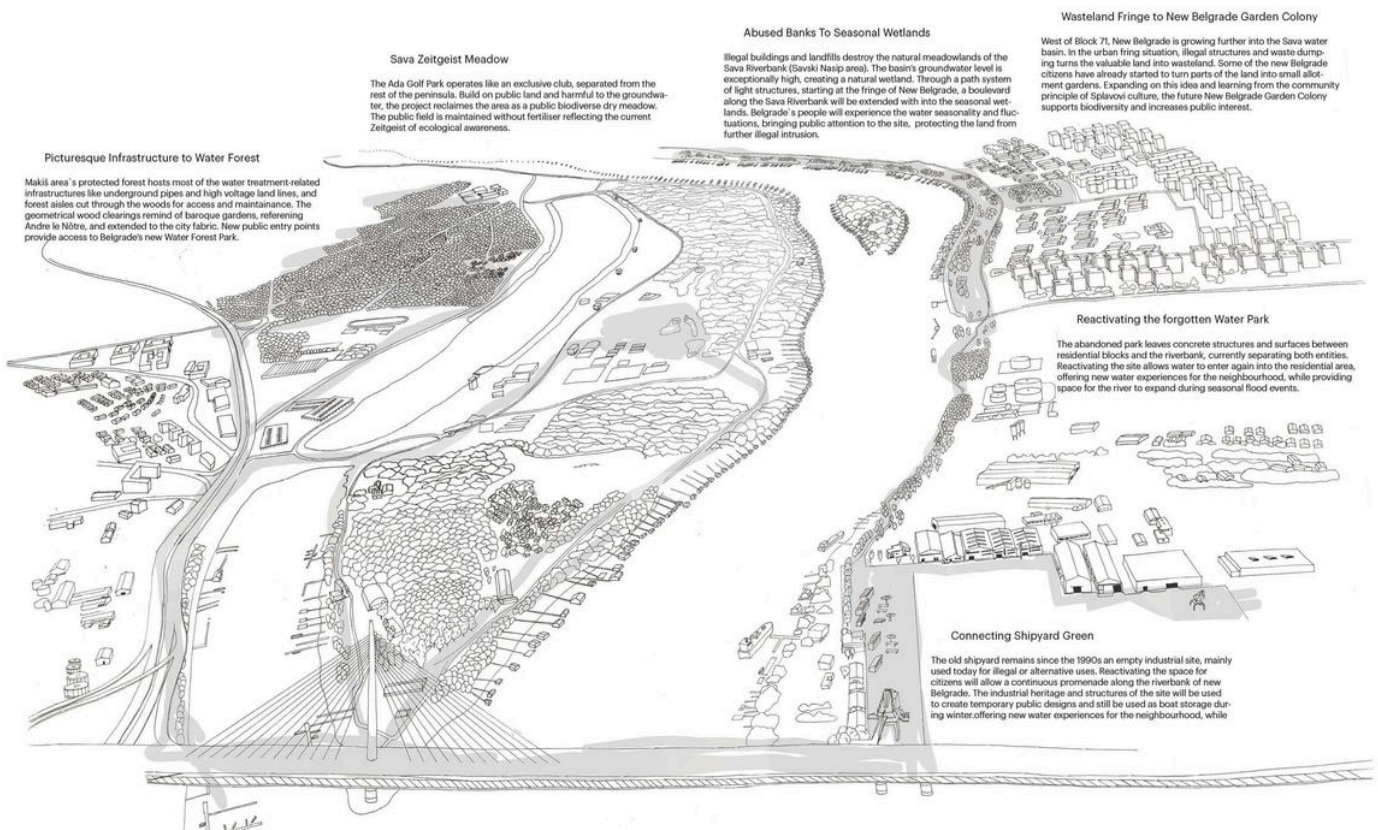 Wasteland Fringe to New Belgrade Garden Colony
West of Block 71, New Belgrade is growing further into the Sava water
basin. In the urban fring situation, illegal structures and waste dump-
ing turns the valuable land into wasteland. Some of the new Belgrade
citizens have already started to turn parts of the land into small allot-
ment gardens. Expanding on this idea and learning from the community
principle of Splavovi culture, the future New Belgrade Garden Colony
supports biodiversity and increases public interest.
Abused Banks To Seasonal Wetlands
Illegal buildings and landfills destroy the natural meadowlands of the
Sava Riverbank (Savski Nasip area). The basin's groundwater level is
exceptionally high, creating a natural wetland. Through a path system
of light structures, starting at the fringe of New Belgrade, a boulevard
along the Sava Riverbank will be extended with into the seasonal wet-
lands. Belgrade`s people will experience the water seasonality and fluc-
tuations, bringing public attention to the site, protecting the land from
further illegal intrusion.
Sava Zeitgeist Meadow
The Ada Golf Park operates like an exclusive club, separated from the
rest of the peninsula. Build on public land and harmful to the groundwa-
ter, the project reclaimes the area as a public biodiverse dry meadow.
The public field is maintained without fertiliser reflecting the current
Zeitgeist of ecological awareness.
Picturesque Infrastructure to Water Forest
Makiš area`s protected forest hosts most of the water treatment-related
infrastructures like underground pipes and high voltage land lines, and
forest aisles cut through the woods for access and maintainance. The
geometrical wood clearings remind of baroque gardens, referening
Andre le Nôtre, and extended to the city fabric. New public entry points
provide access to Belgrade's new Water Forest Park.
Reactivating the forgotten Water Park
The abandoned park leaves concrete structures and surfaces between
residential blocks and the riverbank, currently separating both entities.
Reactivating the site allows water to enter again into the residential area,
offering new water experiences for the neighbourhood, while providing
space for the river to expand during seasonal flood events.
Connecting Shipyard Green
The old shipyard remains since the 1990s an empty industrial site, mainly
used today for illegal or alternative uses. Reactivating the space for
citizens will allow a continuous promenade along the riverbank of new
Belgrade. The industrial heritage and structures of the site will be used
to create temporary public designs and still be used as boat storage dur-
ing winter.offering new water experiences for the neighbourhood, while